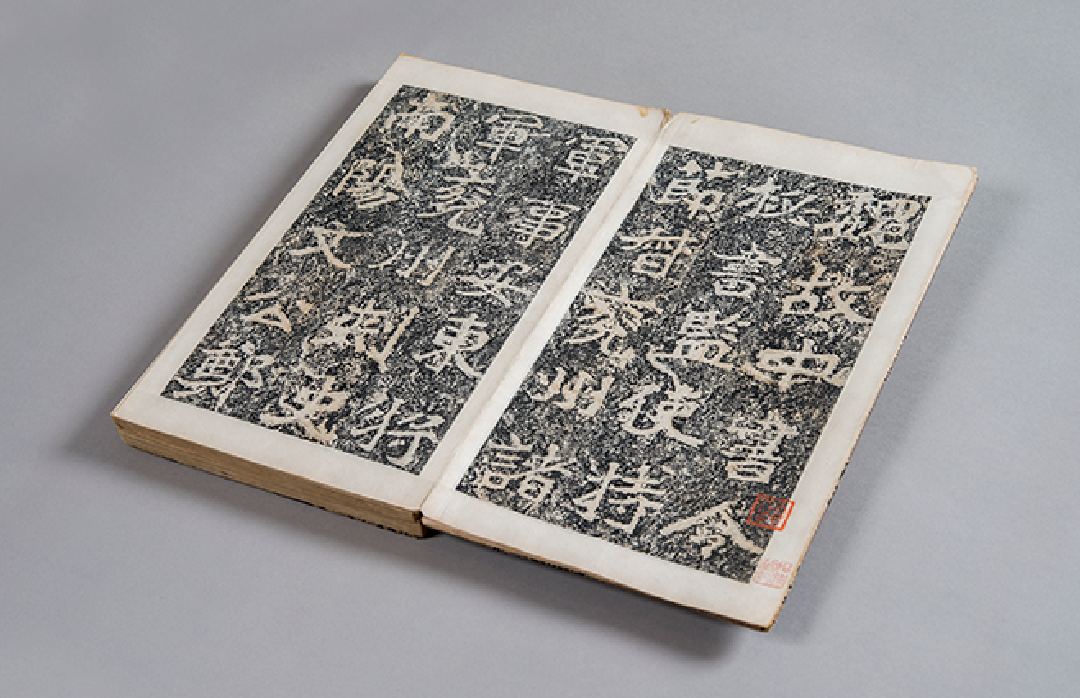 魏故中書令
秘書監使持
節督兗州諸
軍事安東將
軍兗州刺史
南陽文公鄭